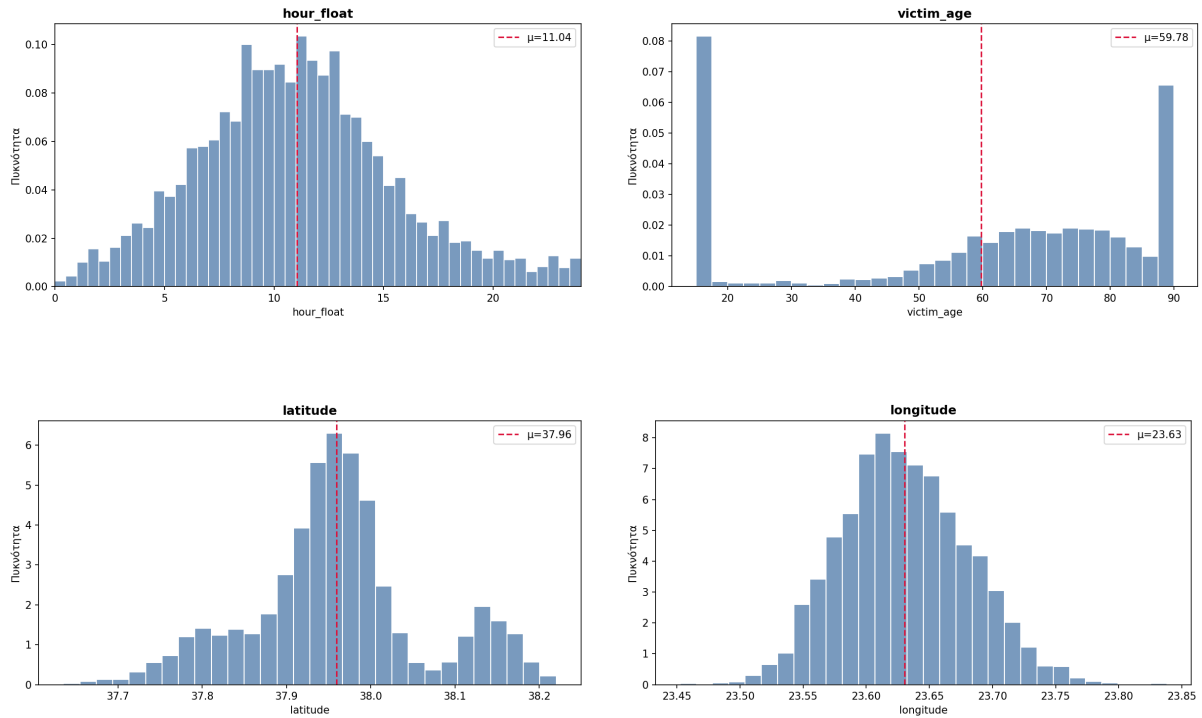 hour_float
μ=11.04
Πυκνότητα
0.10
0.08
0.06
0.04
0.02
0.00
0 5 10 15 20
hour_float
victim_age
μ=59.78
Πυκνότητα
0.08
0.07
0.06
0.05
0.04
0.03
0.02
0.01
0.00
20 30 40 50 60 70 80 90
victim_age
latitude
μ=37.96
Πυκνότητα
6
5
4
3
2
1
0
37.7 37.8 37.9 38.0 38.1 38.2
latitude
longitude
μ=23.63
Πυκνότητα
8
7
6
5
4
3
2
1
0
23.45 23.50 23.55 23.60 23.65 23.70 23.75 23.80 23.85
longitude